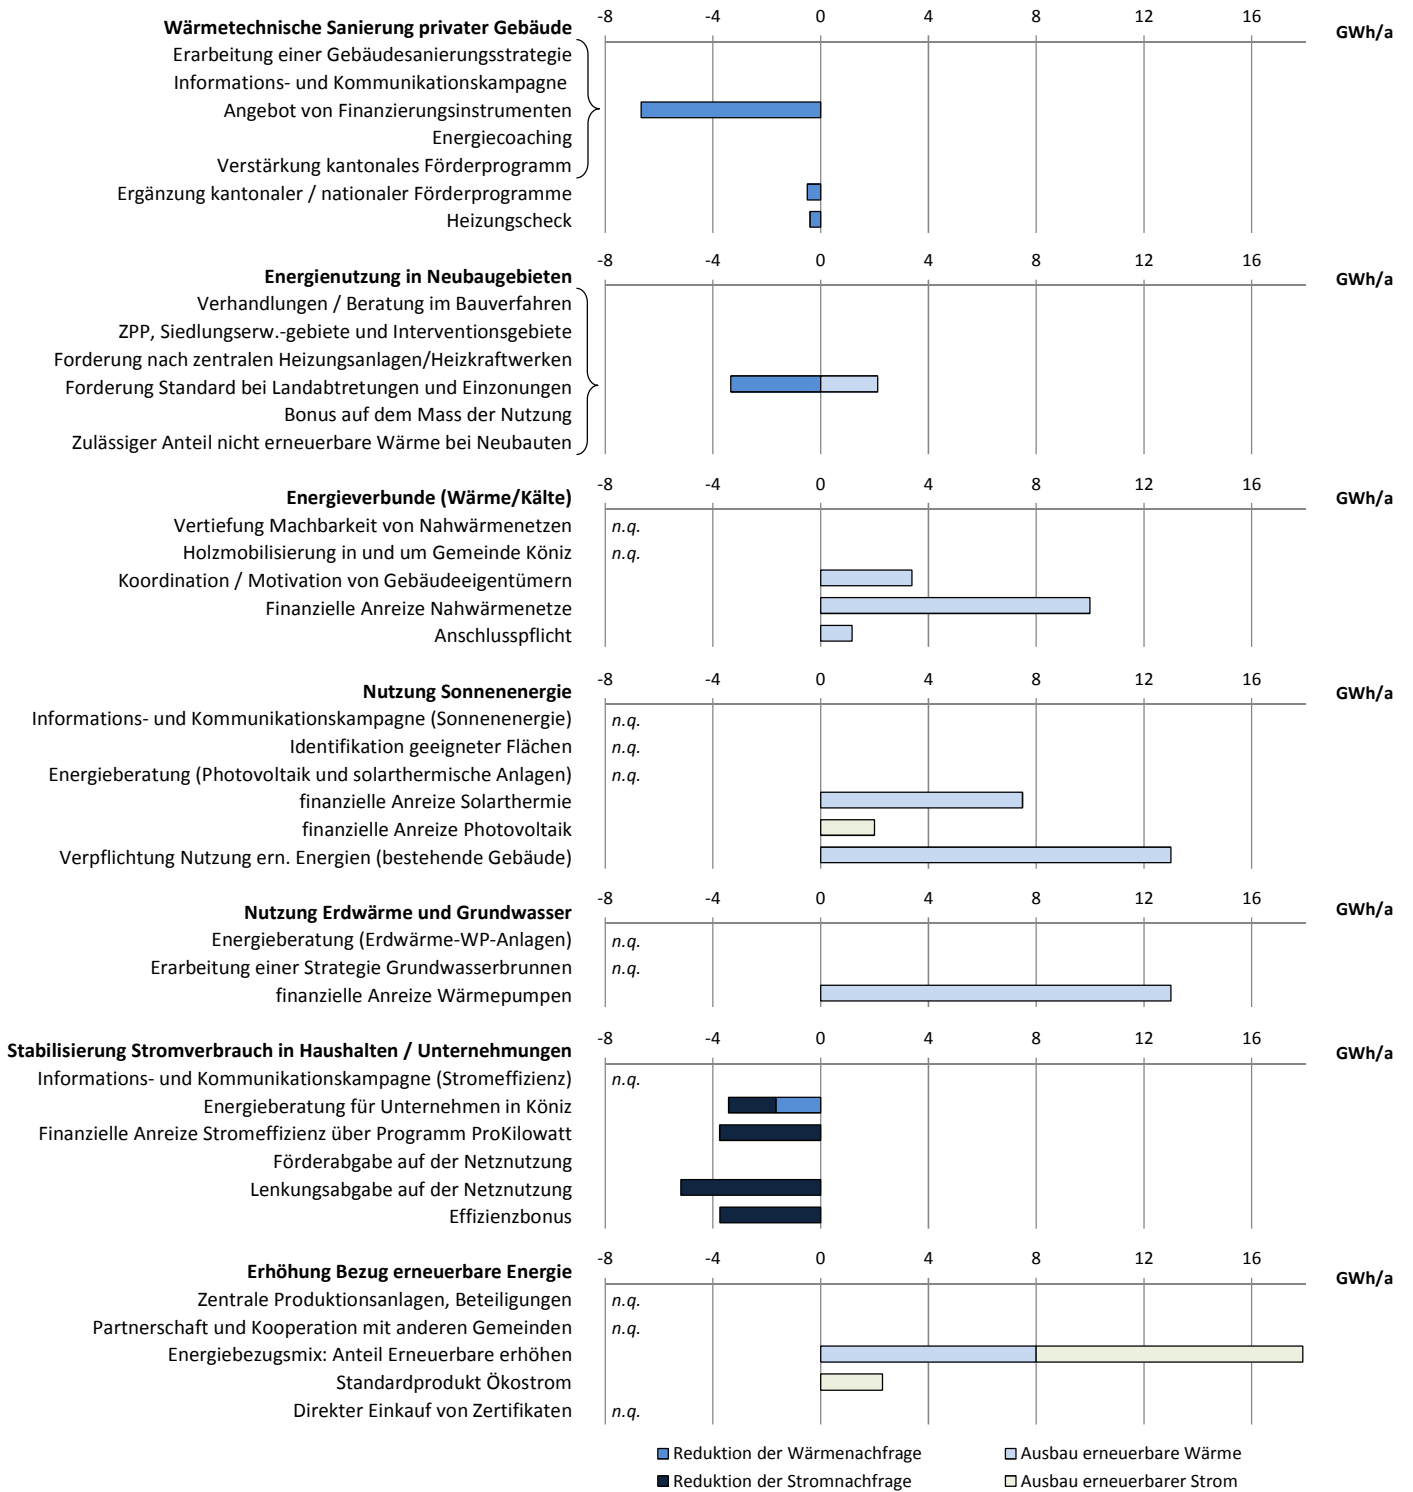 -8 -4 0 4 8 12 16
Wärmetechnische Sanierung privater Gebäude GWh/a
Erarbeitung einer Gebäudesanierungsstrategie
Informations- und Kommunikationskampagne
Angebot von Finanzierungsinstrumenten
Energiecoaching
Verstärkung kantonales Förderprogramm
Ergänzung kantonaler / nationaler Förderprogramme
Heizungscheck
-8 -4 0 4 8 12 16
Energienutzung in Neubaugebieten GWh/a
Verhandlungen / Beratung im Bauverfahren
ZPP, Siedlungserw.-gebiete und Interventionsgebiete
Forderung nach zentralen Heizungsanlagen/Heizkraftwerken
Forderung Standard bei Landabtretungen und Einzonungen
Bonus auf dem Mass der Nutzung
Zulässiger Anteil nicht erneuerbare Wärme bei Neubauten
-8 -4 0 4 8 12 16
Energieverbunde (Wärme/Kälte) GWh/a
Vertiefung Machbarkeit von Nahwärmenetzen n.q.
Holzmobilisierung in und um Gemeinde Köniz n.q.
Koordination / Motivation von Gebäudeeigentümern
Finanzielle Anreize Nahwärmenetze
Anschlusspflicht
-8 -4 0 4 8 12 16
Nutzung Sonnenenergie GWh/a
Informations- und Kommunikationskampagne (Sonnenenergie) n.q.
Identifikation geeigneter Flächen n.q.
Energieberatung (Photovoltaik und solarthermische Anlagen) n.q.
finanzielle Anreize Solarthermie
finanzielle Anreize Photovoltaik
Verpflichtung Nutzung ern. Energien (bestehende Gebäude)
-8 -4 0 4 8 12 16
Nutzung Erdwärme und Grundwasser GWh/a
Energieberatung (Erdwärme-WP-Anlagen) n.q.
Erarbeitung einer Strategie Grundwasserbrunnen n.q.
finanzielle Anreize Wärmepumpen
-8 -4 0 4 8 12 16
Stabilisierung Stromverbrauch in Haushalten / Unternehmungen GWh/a
Informations- und Kommunikationskampagne (Stromeffizienz) n.q.
Energieberatung für Unternehmen in Köniz
Finanzielle Anreize Stromeffizienz über Programm ProKilowatt
Förderabgabe auf der Netznutzung
Lenkungsabgabe auf der Netznutzung
Effizienzbonus
-8 -4 0 4 8 12 16
Erhöhung Bezug erneuerbare Energie GWh/a
Zentrale Produktionsanlagen, Beteiligungen n.q.
Partnerschaft und Kooperation mit anderen Gemeinden n.q.
Energiebezugsmix: Anteil Erneuerbare erhöhen
Standardprodukt Ökostrom
Direkter Einkauf von Zertifikaten n.q.
Reduktion der Wärmenachfrage Ausbau erneuerbare Wärme
Reduktion der Stromnachfrage Ausbau erneuerbarer Strom